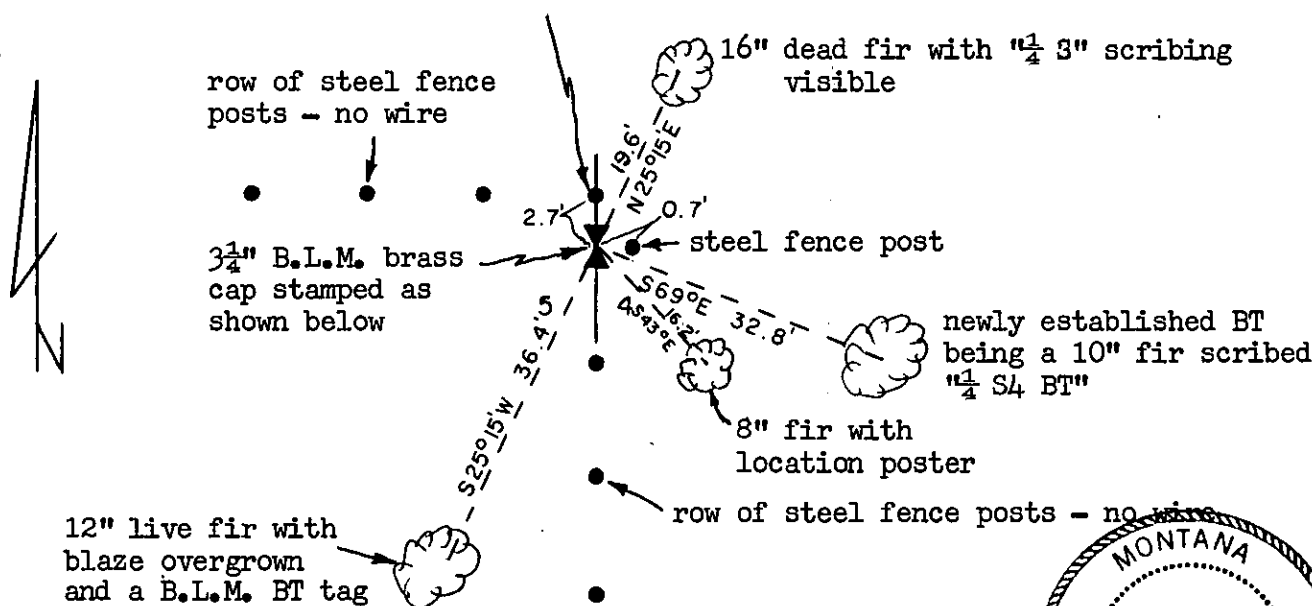 16" dead fir with "¼ S" scribing
visible
row of steel fence
posts - no wire
19.6'
N25°15'E
2.7'
0.7'
steel fence post
3¼" B.L.M. brass
cap stamped as
shown below
S69°E 32.8'
S43°E
16.2'
newly established BT
being a 10" fir scribed
"¼ S4 BT"
8" fir with
location poster
S25°15'W 36.4'
row of steel fence posts - no wire
12" live fir with
blaze overgrown
and a B.L.M. BT tag
MONTANA